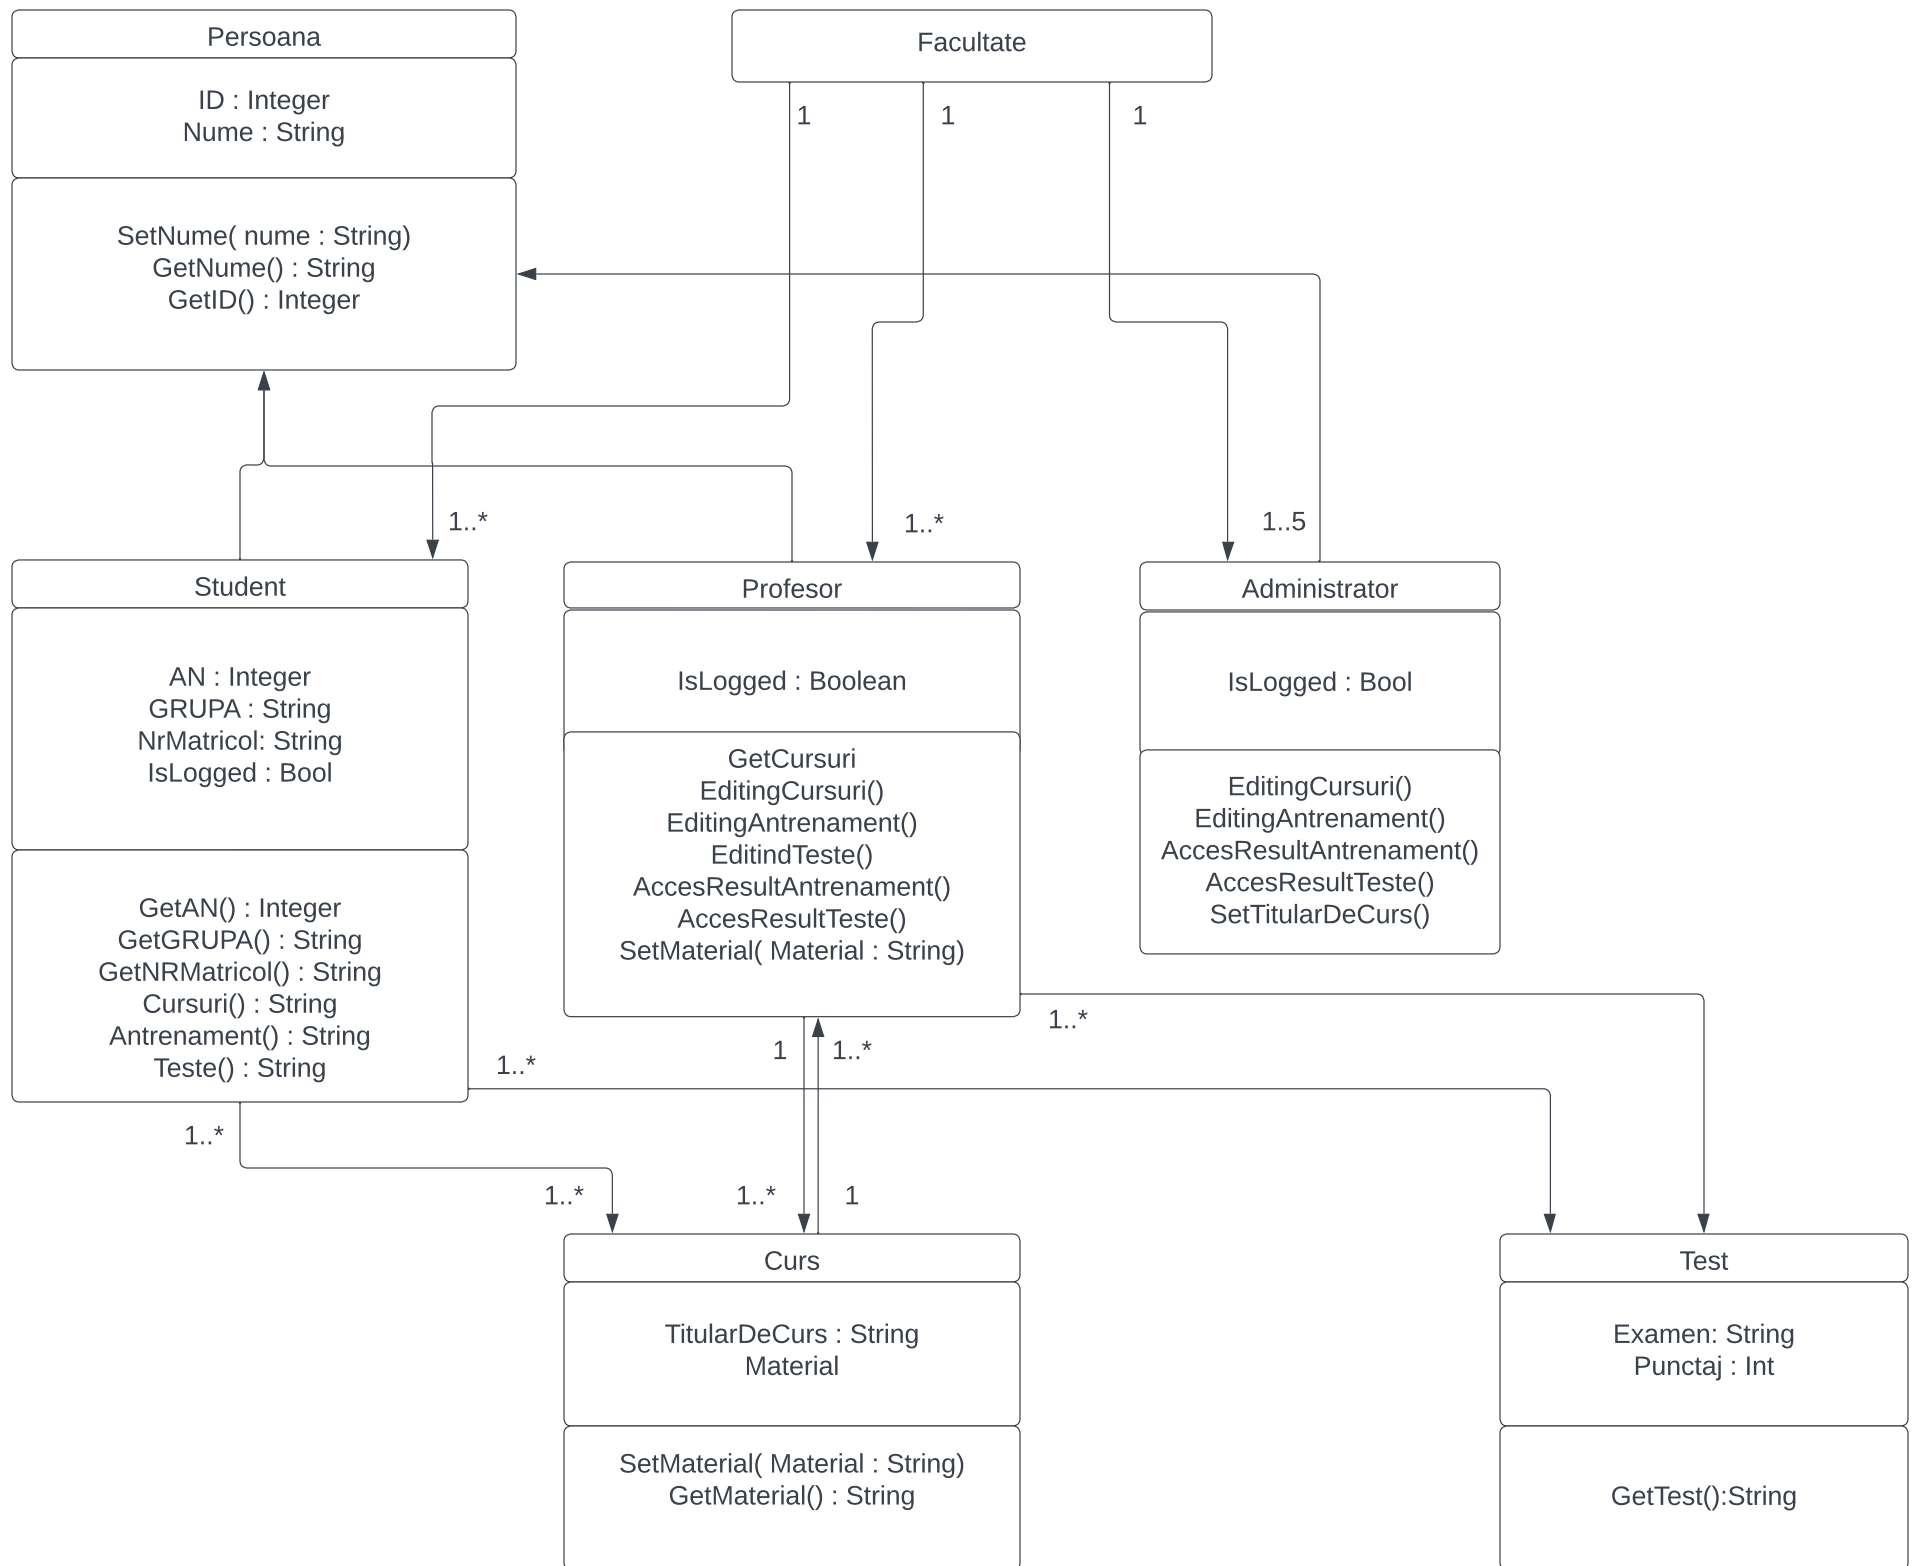 Persoana
ID : Integer
Nume : String
SetNume( nume : String)
GetNume() : String
GetID() : Integer
Facultate
1
1
1
1..*
1..*
1..5
Student
AN : Integer
GRUPA : String
NrMatricol: String
IsLogged : Bool
GetAN() : Integer
GetGRUPA() : String
GetNRMatricol() : String
Cursuri() : String
Antrenament() : String
Teste() : String
Profesor
IsLogged : Boolean
GetCursuri
EditingCursuri()
EditingAntrenament()
EditindTeste()
AccesResultAntrenament()
AccesResultTeste()
SetMaterial( Material : String)
Administrator
IsLogged : Bool
EditingCursuri()
EditingAntrenament()
AccesResultAntrenament()
AccesResultTeste()
SetTitularDeCurs()
1..*
1
1..*
1..*
1..*
1..*
1..*
1
Curs
TitularDeCurs : String
Material
SetMaterial( Material : String)
GetMaterial() : String
Test
Examen: String
Punctaj : Int
GetTest():String